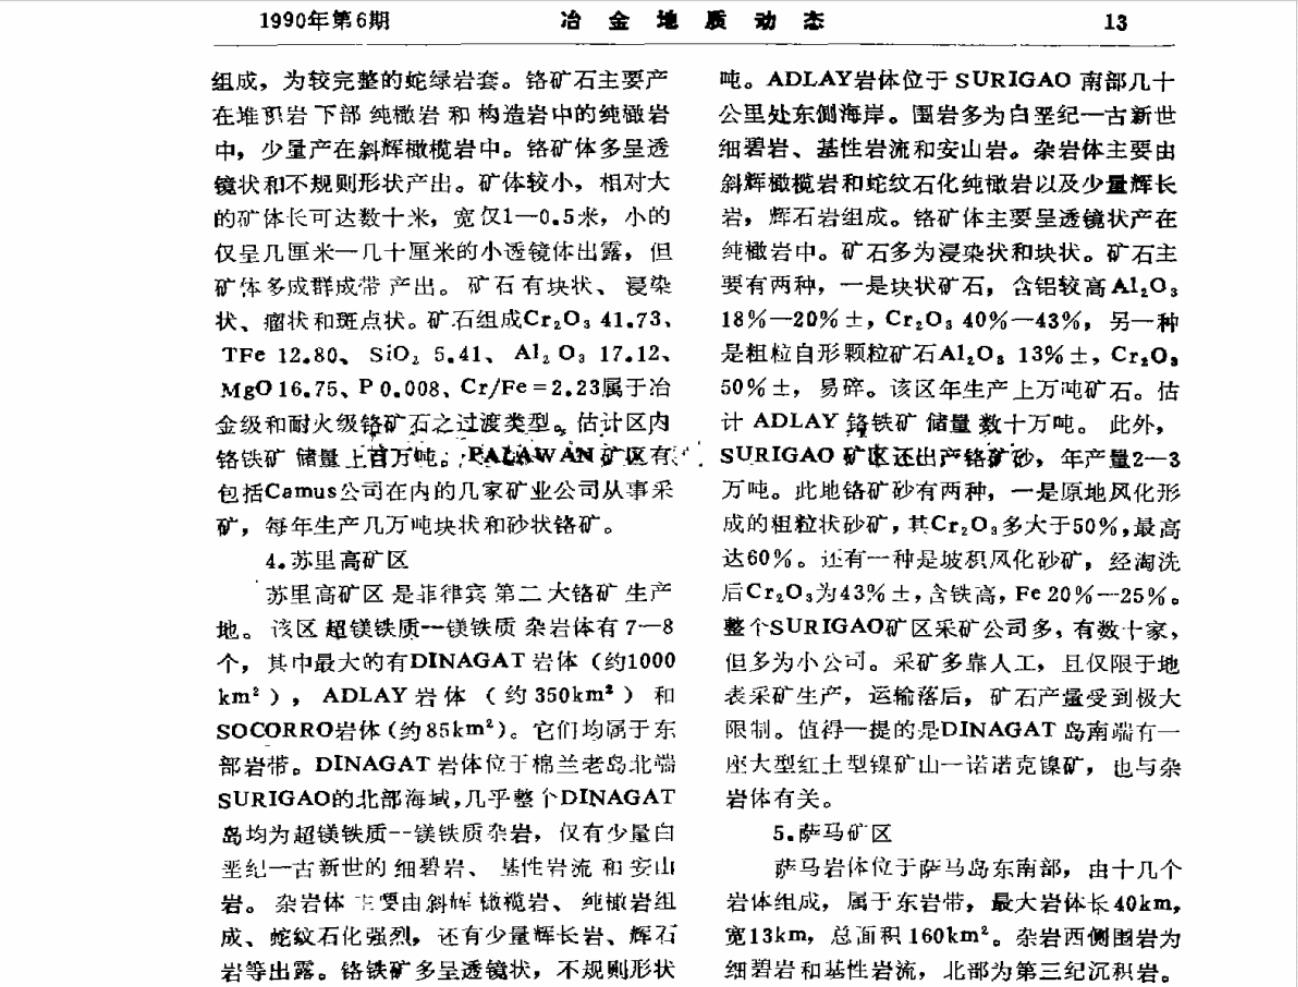 1990年第6期
冶金地质动态
13
组成，为较完整的蛇绿岩套。铬矿石主要产
在堆积岩下部纯橄岩和构造岩中的纯橄岩
中，少量产在斜辉橄榄岩中。铬矿体多呈透
镜状和不规则形状产出。矿体较小，相对大
的矿体长可达数十米，宽仅1—0.5米，小的
仅呈几厘米—几十厘米的小透镜体出露，但
矿体多成群成带产出。矿石有块状、浸染
状、瘤状和斑点状。矿石组成Cr₂O₃ 41.73、
TFe 12.80、SiO₂ 5.41、Al₂O₃ 17.12、
MgO 16.75、P 0.008、Cr/Fe=2.23属于冶
金级和耐火级铬矿石之过渡类型。估计区内
铬铁矿储量上百万吨。PALAWAN矿区有
包括Camus公司在内的几家矿业公司从事采
矿，每年生产几万吨块状和砂状铬矿。
4.苏里高矿区
苏里高矿区是菲律宾第二大铬矿生产
地。该区超镁铁质—镁铁质杂岩体有7—8
个，其中最大的有DINAGAT岩体（约1000
km²），ADLAY岩体（约350km²）和
SOCORRO岩体（约85km²）。它们均属于东
部岩带。DINAGAT岩体位于棉兰老岛北端
SURIGAO的北部海域，几乎整个DINAGAT
岛均为超镁铁质--镁铁质杂岩，仅有少量白
垩纪—古新世的细碧岩、基性岩流和安山
岩。杂岩体主要由斜辉橄榄岩、纯橄岩组
成、蛇纹石化强烈，还有少量辉长岩、辉石
岩等出露。铬铁矿多呈透镜状，不规则形状
吨。ADLAY岩体位于SURIGAO南部几十
公里处东侧海岸。围岩多为白垩纪—古新世
细碧岩、基性岩流和安山岩。杂岩体主要由
斜辉橄榄岩和蛇纹石化纯橄岩以及少量辉长
岩，辉石岩组成。铬矿体主要呈透镜状产在
纯橄岩中。矿石多为浸染状和块状。矿石主
要有两种，一是块状矿石，含铝较高Al₂O₃
18%—20%±，Cr₂O₃ 40%—43%，另一种
是粗粒自形颗粒矿石Al₂O₃ 13%±，Cr₂O₃
50%±，易碎。该区年生产上万吨矿石。估
计ADLAY铬铁矿储量数十万吨。此外，
SURIGAO矿区还出产铬矿砂，年产量2—3
万吨。此地铬矿砂有两种，一是原地风化形
成的粗粒状砂矿，其Cr₂O₃多大于50%，最高
达60%。还有一种是坡积风化砂矿，经淘洗
后Cr₂O₃为43%±，含铁高，Fe 20%—25%。
整个SURIGAO矿区采矿公司多，有数十家，
但多为小公司。采矿多靠人工，且仅限于地
表采矿生产，运输落后，矿石产量受到极大
限制。值得一提的是DINAGAT岛南端有一
座大型红土型镍矿山—诺诺克镍矿，也与杂
岩体有关。
5.萨马矿区
萨马岩体位于萨马岛东南部，由十几个
岩体组成，属于东岩带，最大岩体长40km，
宽13km，总面积160km²。杂岩西侧围岩为
细碧岩和基性岩流，北部为第三纪沉积岩。